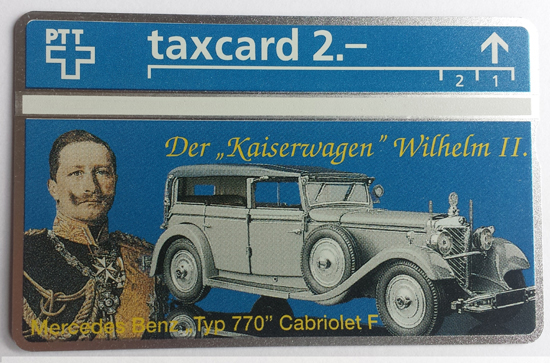 PTT
taxcard 2.–
2 1
Der „Kaiserwagen” Wilhelm II.
Mercedes Benz „Typ 770” Cabriolet F